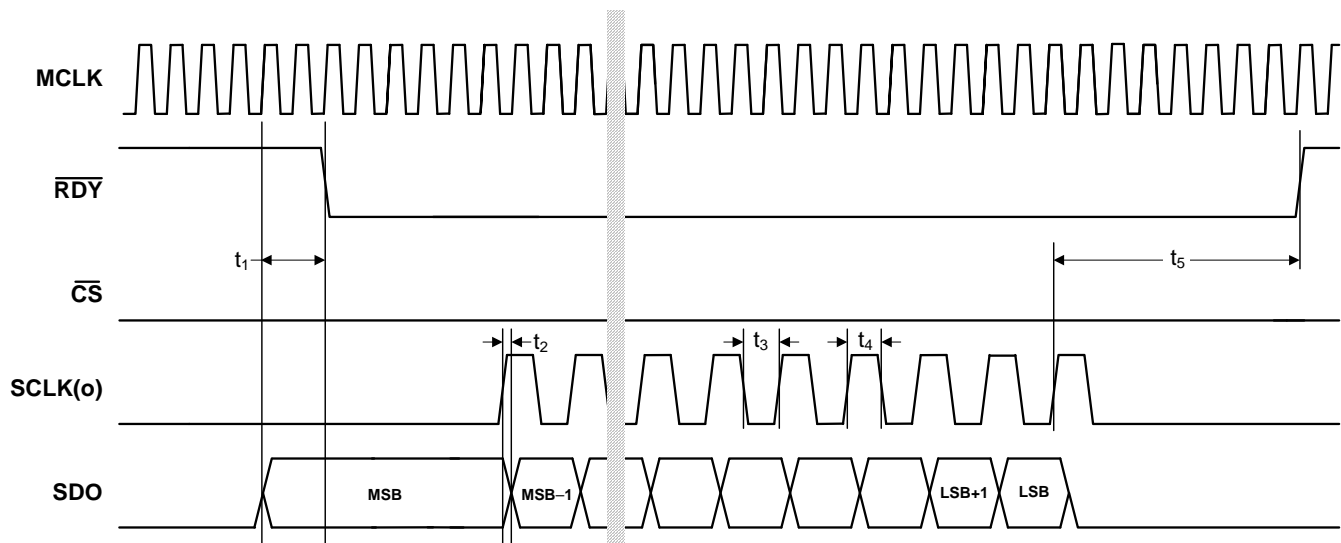 MCLK
RDY
t1
t5
CS
t2
t3
t4
SCLK(o)
SDO
MSB
MSB–1
LSB+1
LSB